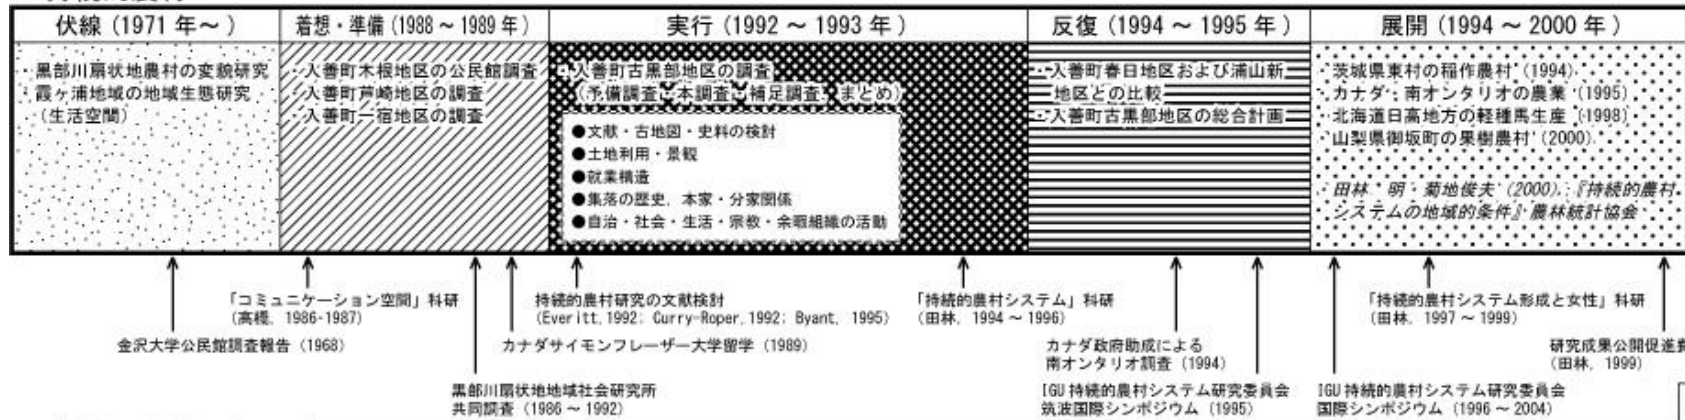 伏線 (1971 年～ )
着想・準備 (1988 ～ 1989 年 )
実行 (1992 ～ 1993 年 )
反復 (1994 ～ 1995 年 )
展開 (1994 ～ 2000 年 )
・黒部川扇状地農村の変貌研究
・霞ヶ浦地域の地域生態研究
（生活空間）
・入善町木根地区の公民館調査
・入善町芦崎地区の調査
・入善町一宿地区の調査
・入善町古黒部地区の調査
（予備調査、本調査、補足調査、まとめ）
●文献・古地図・史料の検討
●土地利用・景観
●就業構造
●集落の歴史，本家・分家関係
●自治・社会・生活・宗教・余暇組織の活動
・入善町春日地区および浦山新
地区との比較
・入善町古黒部地区の総合計画
・茨城県東村の稲作農村 (1994)
・カナダ・南オンタリオの農業 (1995)
・北海道日高地方の軽種馬生産 (1998)
・山梨県御坂町の果樹農村 (2000)
・田林 明・菊地俊夫 (2000)：『持続的農村
システムの地域的条件』農林統計協会
「コミュニケーション空間」科研
（高橋，1986-1987）
金沢大学公民館調査報告（1968）
黒部川扇状地地域社会研究所
共同調査（1986 ～ 1992）
持続的農村研究の文献検討
(Everitt,1992; Curry-Roper,1992; Byant, 1995)
カナダサイモンフレーザー大学留学（1989）
「持続的農村システム」科研
（田林，1994 ～ 1996）
カナダ政府助成による
南オンタリオ調査（1994）
IGU 持続的農村システム研究委員会
筑波国際シンポジウム（1995）
「持続的農村システム形成と女性」科研
（田林，1997 ～ 1999）
研究成果公開促進費
（田林，1999）
IGU 持続的農村システム研究委員会
国際シンポジウム（1996 ～ 2004）